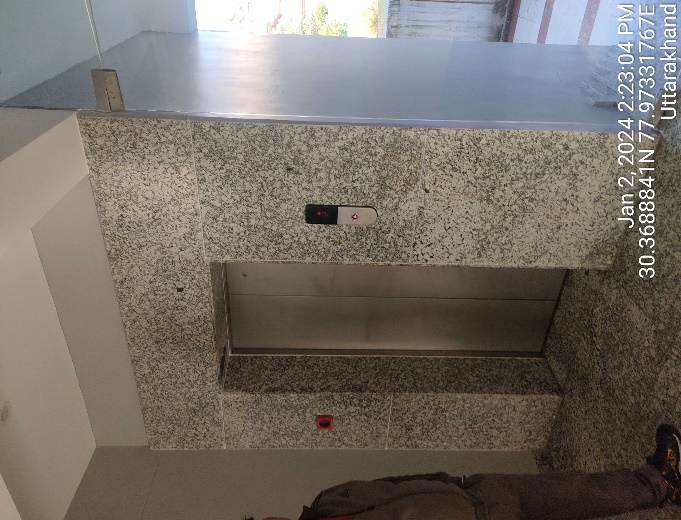 Jan 2, 2024 2:23:04 PM
30.3688841N 77.97331767E
Uttarakhand